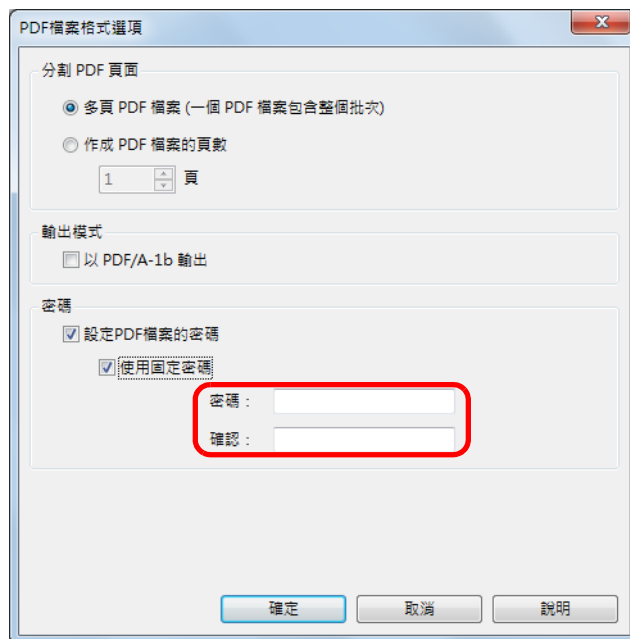 PDF檔案格式選項
分割 PDF 頁面
多頁 PDF 檔案 (一個 PDF 檔案包含整個批次)
作成 PDF 檔案的頁數
1 頁
輸出模式
以 PDF/A-1b 輸出
密碼
設定PDF檔案的密碼
使用固定密碼
密碼：
確認：
確定 取消 說明